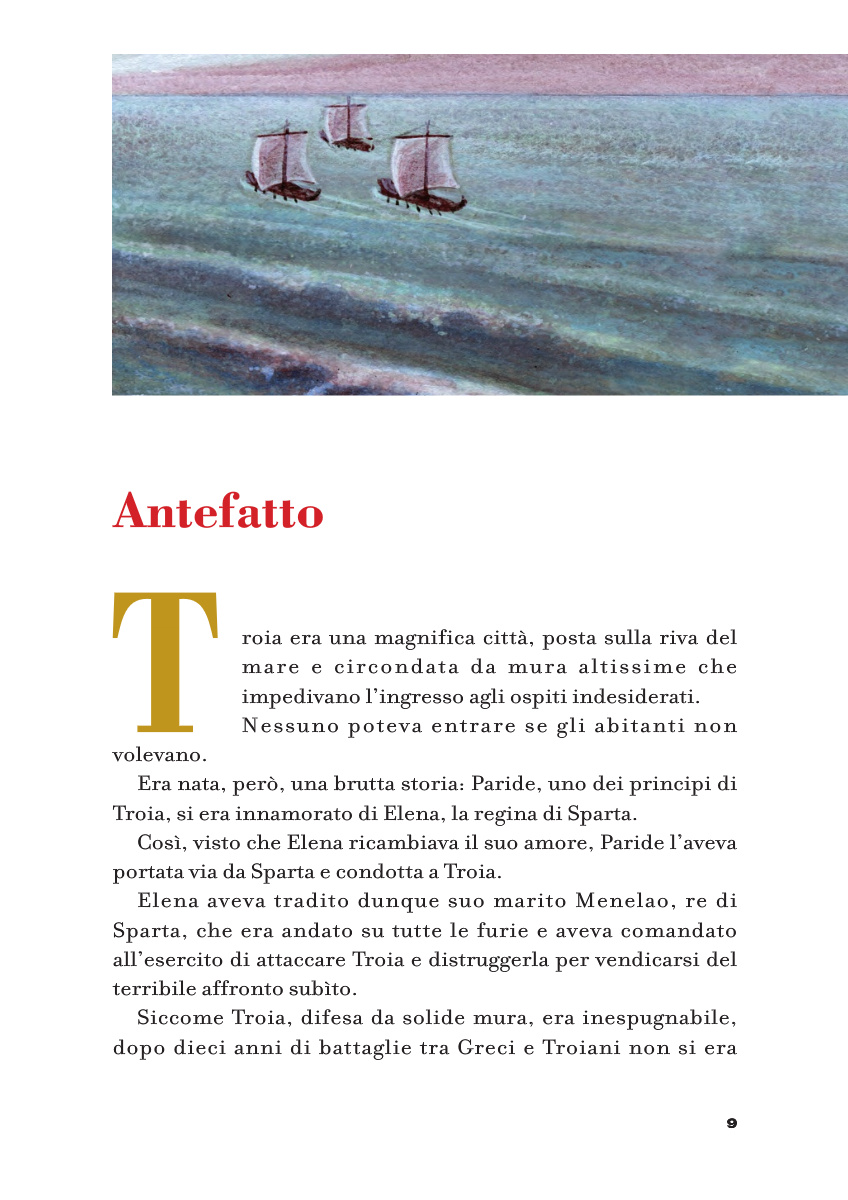 Antefatto
Troia era una magnifica città, posta sulla riva del
mare e circondata da mura altissime che
impedivano l’ingresso agli ospiti indesiderati.
Nessuno poteva entrare se gli abitanti non
volevano.
Era nata, però, una brutta storia: Paride, uno dei principi di
Troia, si era innamorato di Elena, la regina di Sparta.
Così, visto che Elena ricambiava il suo amore, Paride l’aveva
portata via da Sparta e condotta a Troia.
Elena aveva tradito dunque suo marito Menelao, re di
Sparta, che era andato su tutte le furie e aveva comandato
all’esercito di attaccare Troia e distruggerla per vendicarsi del
terribile affronto subìto.
Siccome Troia, difesa da solide mura, era inespugnabile,
dopo dieci anni di battaglie tra Greci e Troiani non si era
9